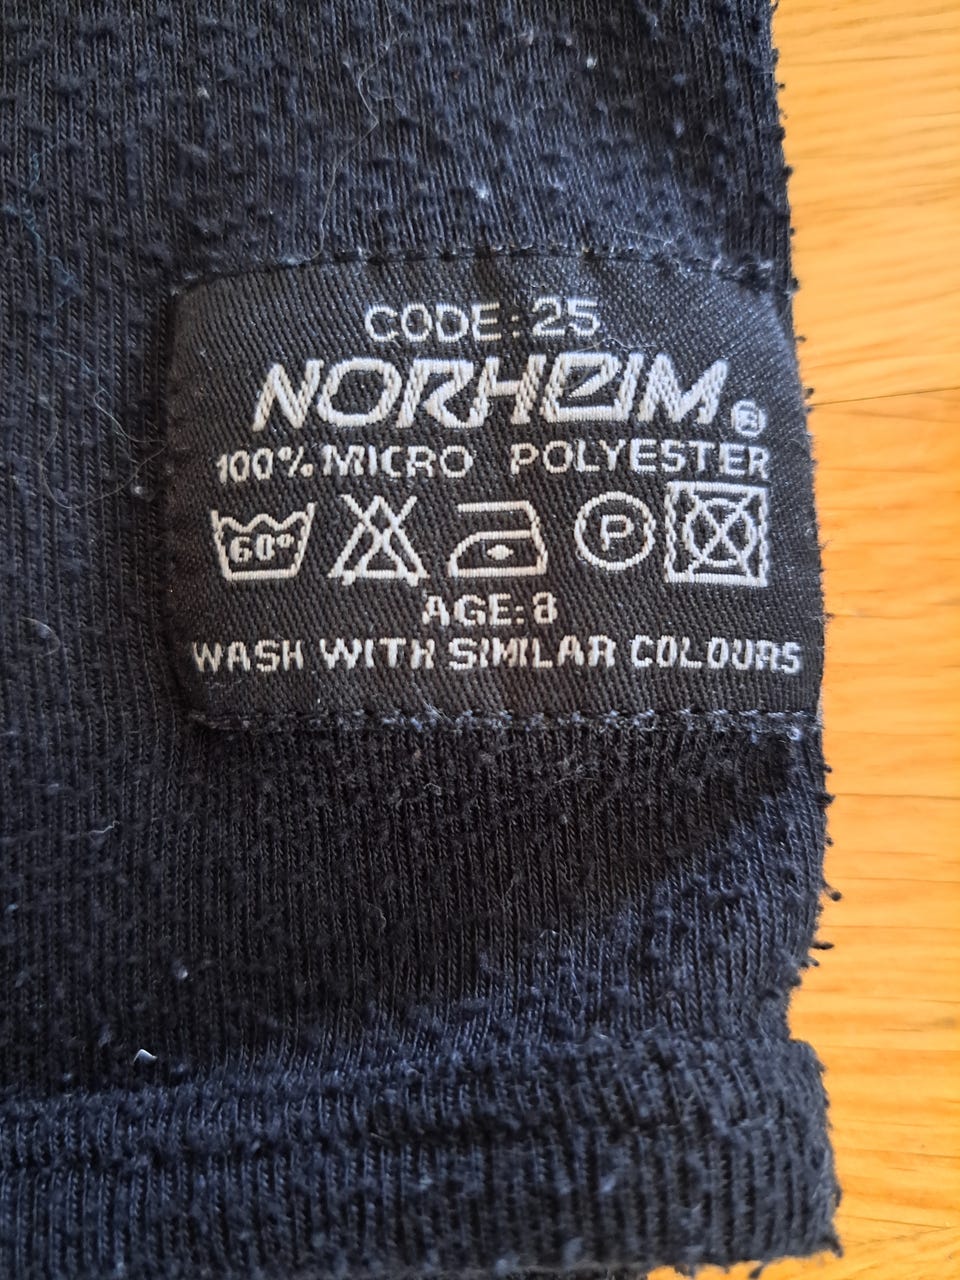 CODE: 25
NORHEIM®
100% MICRO POLYESTER
60° P
AGE: 8
WASH WITH SIMILAR COLOURS